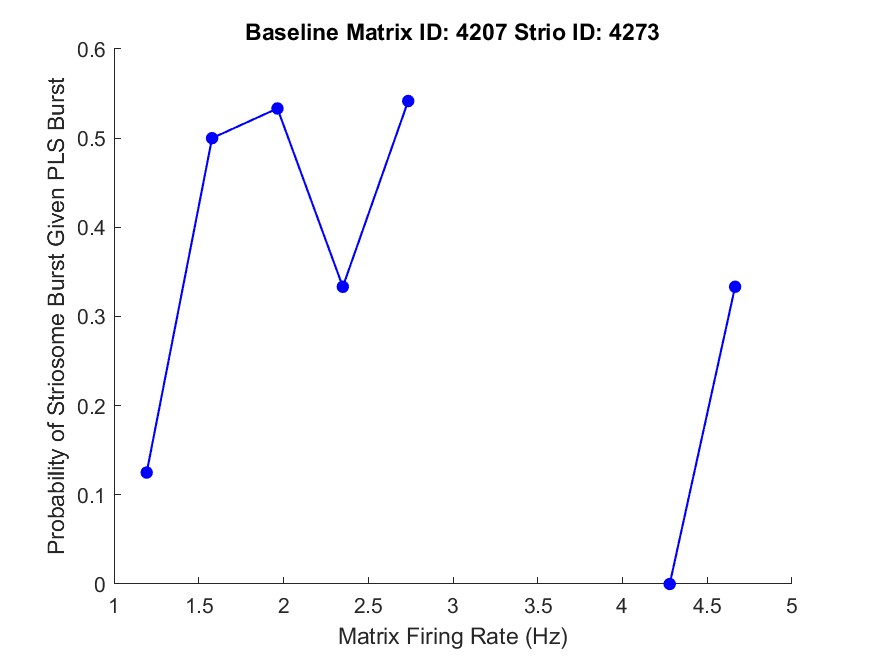 Baseline Matrix ID: 4207 Strio ID: 4273
Probability of Striosome Burst Given PLS Burst
0.6
0.5
0.4
0.3
0.2
0.1
0
1 1.5 2 2.5 3 3.5 4 4.5 5
Matrix Firing Rate (Hz)